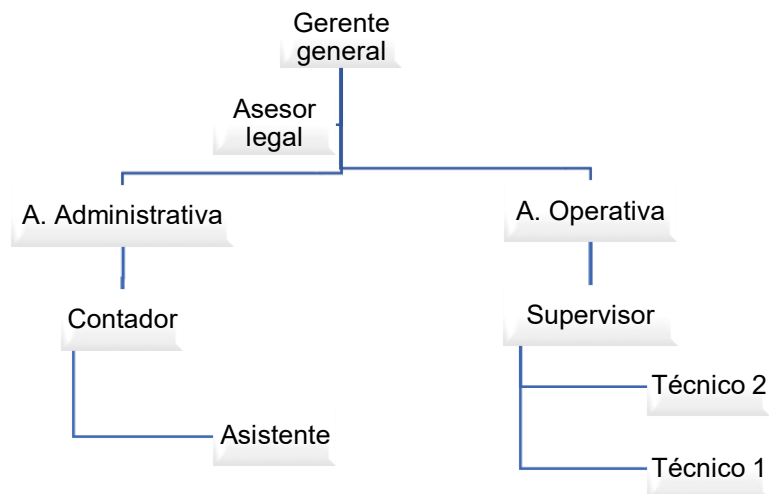 Gerente
general
Asesor
legal
A. Administrativa
A. Operativa
Contador
Supervisor
Técnico 2
Asistente
Técnico 1